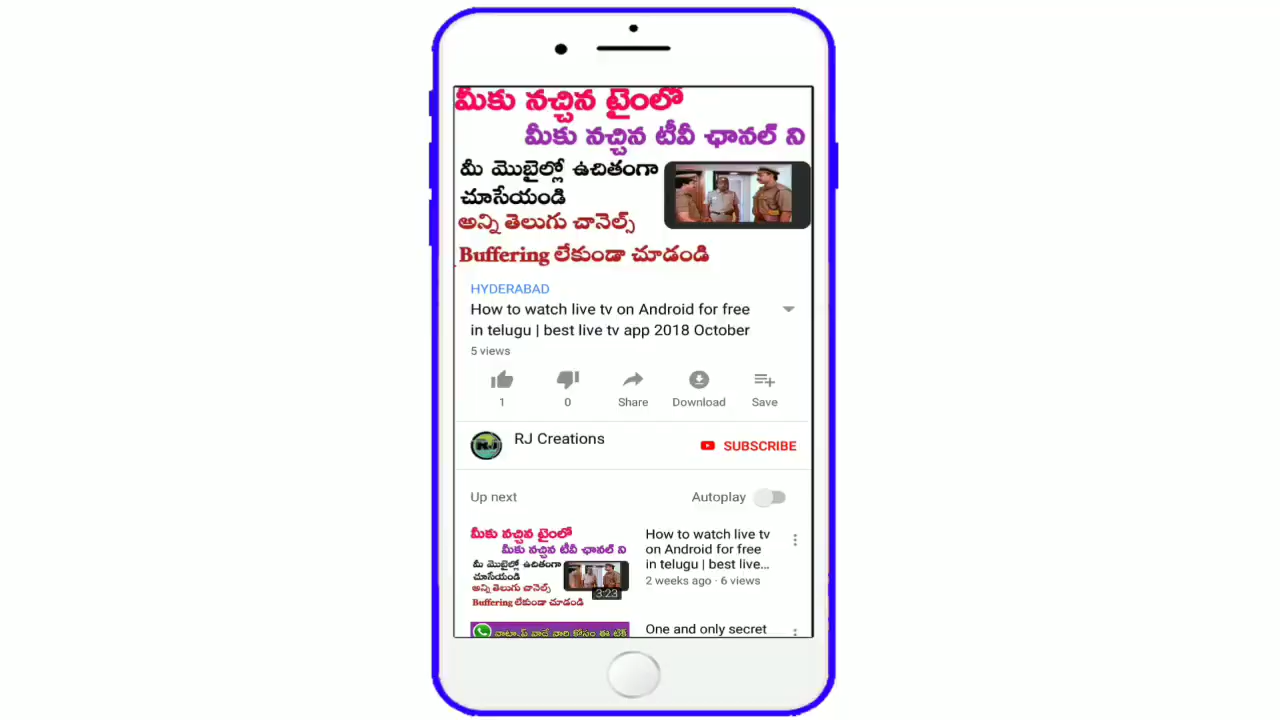 మీకు నచ్చిన టైంలో
మీకు నచ్చిన టీవీ ఛానల్ ని
మీ మొబైల్లో ఉచితంగా
చూసేయండి
అన్ని తెలుగు చానెల్స్
Buffering లేకుండా చూడండి
HYDERABAD
How to watch live tv on Android for free
in telugu | best live tv app 2018 October
5 views
1
0
Share
Download
Save
RJ
RJ Creations
SUBSCRIBE
Up next
Autoplay
మీకు నచ్చిన టైంలో
మీకు నచ్చిన టీవీ ఛానల్ ని
మీ మొబైల్లో ఉచితంగా
చూసేయండి
అన్ని తెలుగు చానెల్స్
Buffering లేకుండా చూడండి
3:23
How to watch live tv
on Android for free
in telugu | best live...
2 weeks ago · 6 views
వాట్సాప్ వాడే వారి కోసం ఈ ట్రిక్
One and only secret